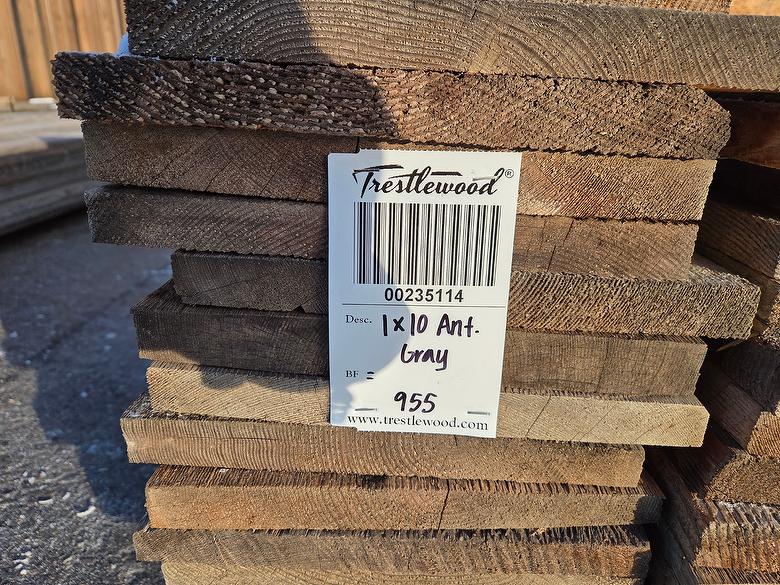 Trestlewood®
00235114
Desc. 1x10 Ant.
Gray
BF =
955
www.trestlewood.com